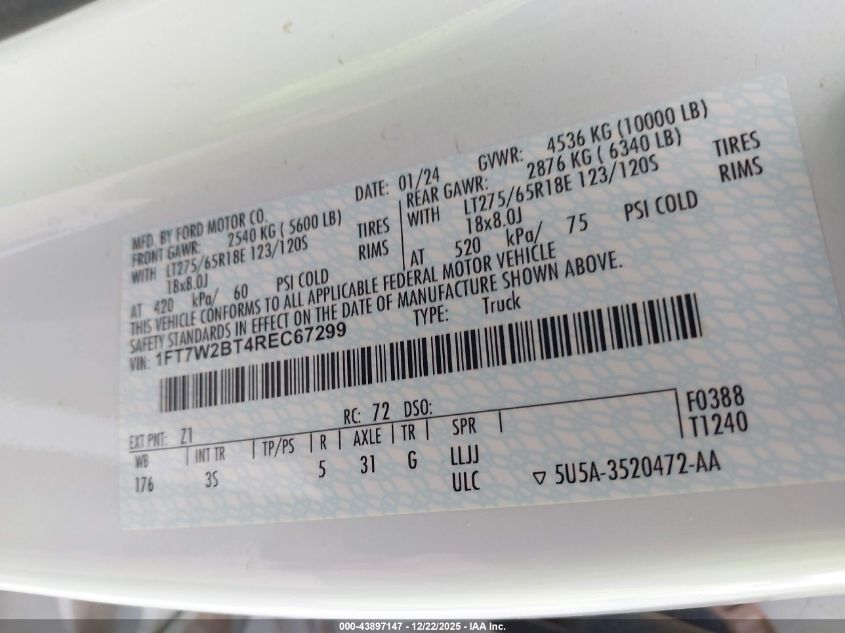 MFD. BY FORD MOTOR CO.
DATE: 01/24
GVWR: 4536 KG (10000 LB)
FRONT GAWR: 2540 KG ( 5600 LB)
REAR GAWR: 2876 KG ( 6340 LB)
WITH LT275/65R18E 123/120S TIRES
WITH LT275/65R18E 123/120S TIRES
18x8.0J RIMS
18x8.0J RIMS
AT 420 kPa/ 60 PSI COLD
AT 520 kPa/ 75 PSI COLD
THIS VEHICLE CONFORMS TO ALL APPLICABLE FEDERAL MOTOR VEHICLE
SAFETY STANDARDS IN EFFECT ON THE DATE OF MANUFACTURE SHOWN ABOVE.
VIN: 1FT7W2BT4REC67299
TYPE: Truck
EXT PNT: Z1 RC: 72 DSO:
F0388
WB INT TR TP/PS R AXLE TR SPR
T1240
176 3S 5 31 G LLJJ
ULC ▽ 5U5A-3520472-AA
000-43897147 • 12/22/2025 - IAA Inc.